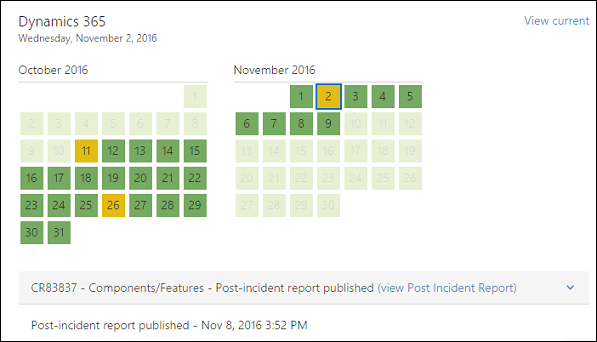 Dynamics 365
View current
Wednesday, November 2, 2016
October 2016
November 2016
1
1 2 3 4 5
2 3 4 5 6 7 8
6 7 8 9 10 11 12
9 10 11 12 13 14 15
13 14 15 16 17 18 19
16 17 18 19 20 21 22
20 21 22 23 24 25 26
23 24 25 26 27 28 29
27 28 29 30
30 31
CR83837 - Components/Features - Post-incident report published (view Post Incident Report)
Post-incident report published - Nov 8, 2016 3:52 PM